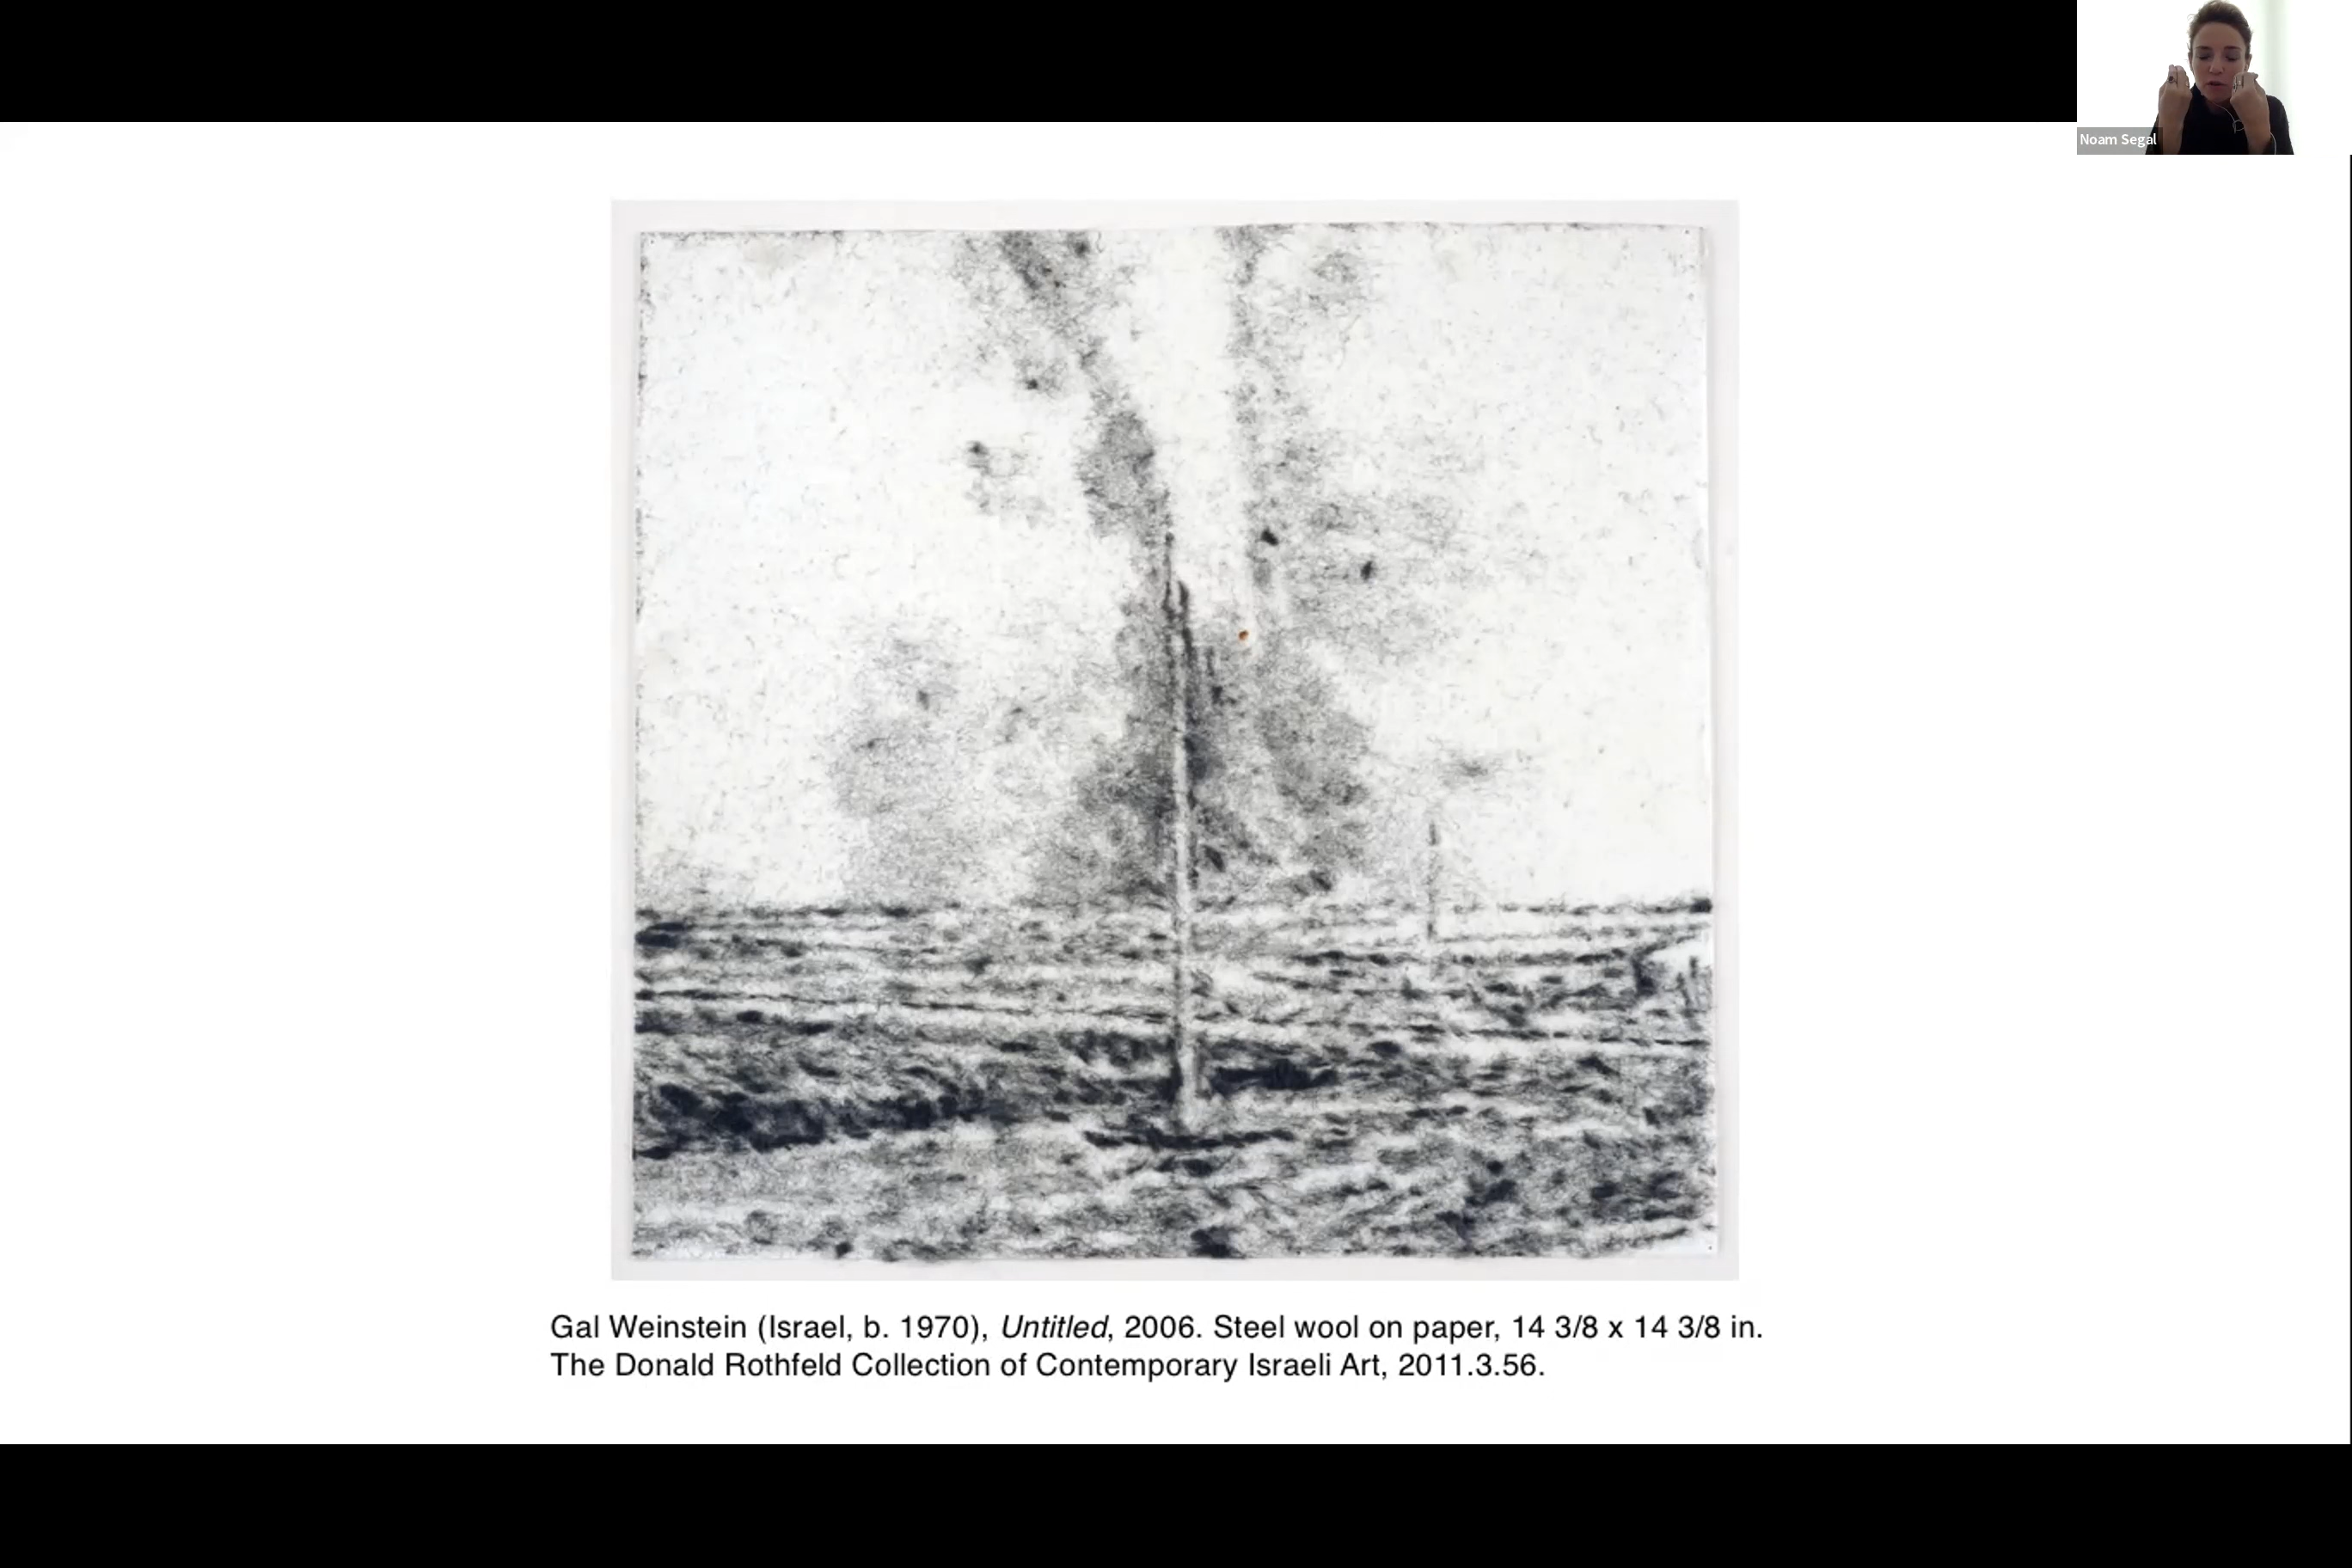 Noam Segal
Gal Weinstein (Israel, b. 1970), Untitled, 2006. Steel wool on paper, 14 3/8 x 14 3/8 in.
The Donald Rothfeld Collection of Contemporary Israeli Art, 2011.3.56.